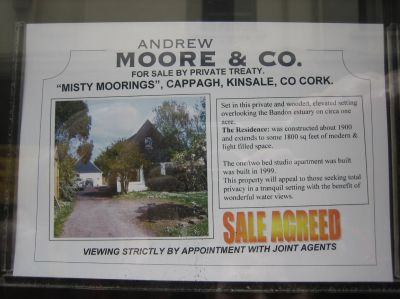 ANDREW
MOORE & CO.
FOR SALE BY PRIVATE TREATY.
"MISTY MOORINGS", CAPPAGH, KINSALE, CO CORK.
Set in this private and wooden, elevated setting
overlooking the Bandon estuary on circa one
acre.
The Residence: was constructed about 1900
and extends to some 1800 sq feet of modern &
light filled space.
The one two bed studio apartment was built
was built in 1999.
This property will appeal to those seeking total
privacy in a tranquil setting with the benefit of
wonderful water views.
SALE AGREED
VIEWING STRICTLY BY APPOINTMENT WITH JOINT AGENTS